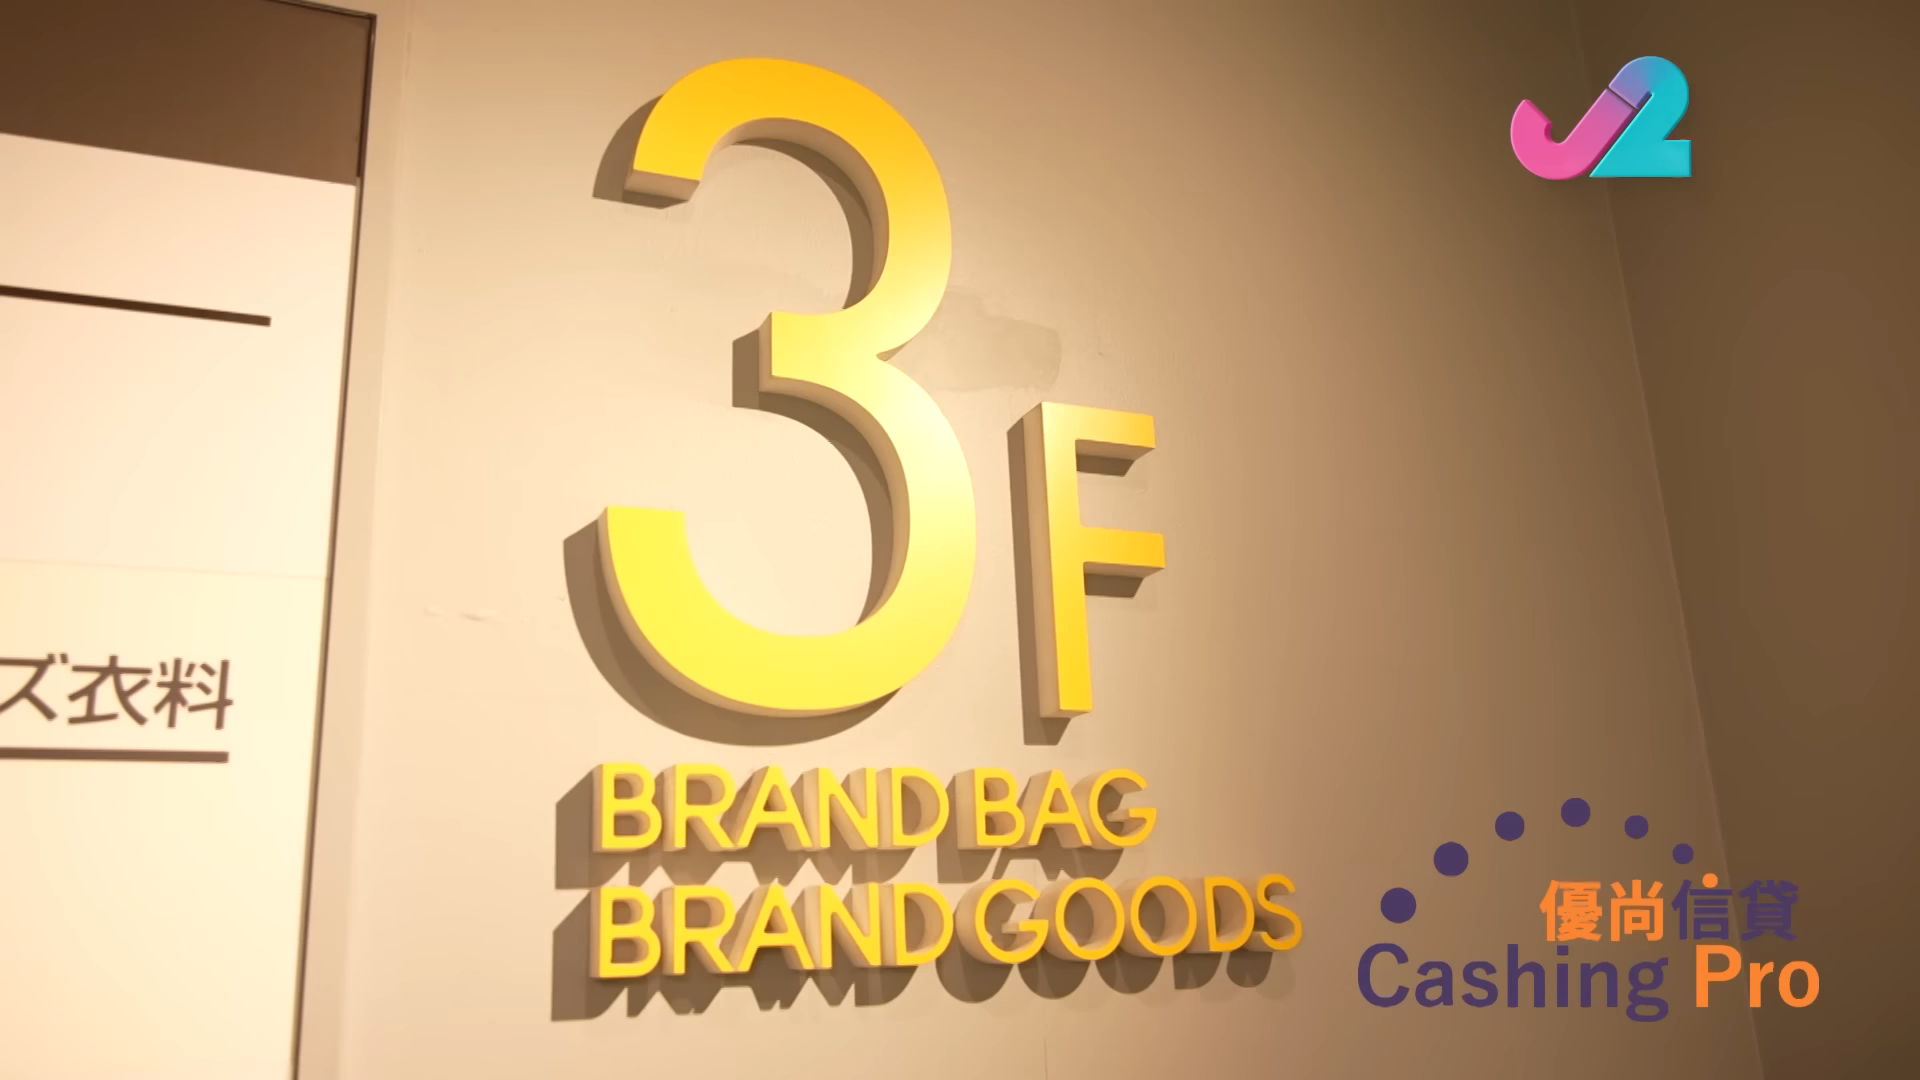 J2
3F
ズ衣料
BRAND BAG
BRAND GOODS
優尚信貸
Cashing Pro